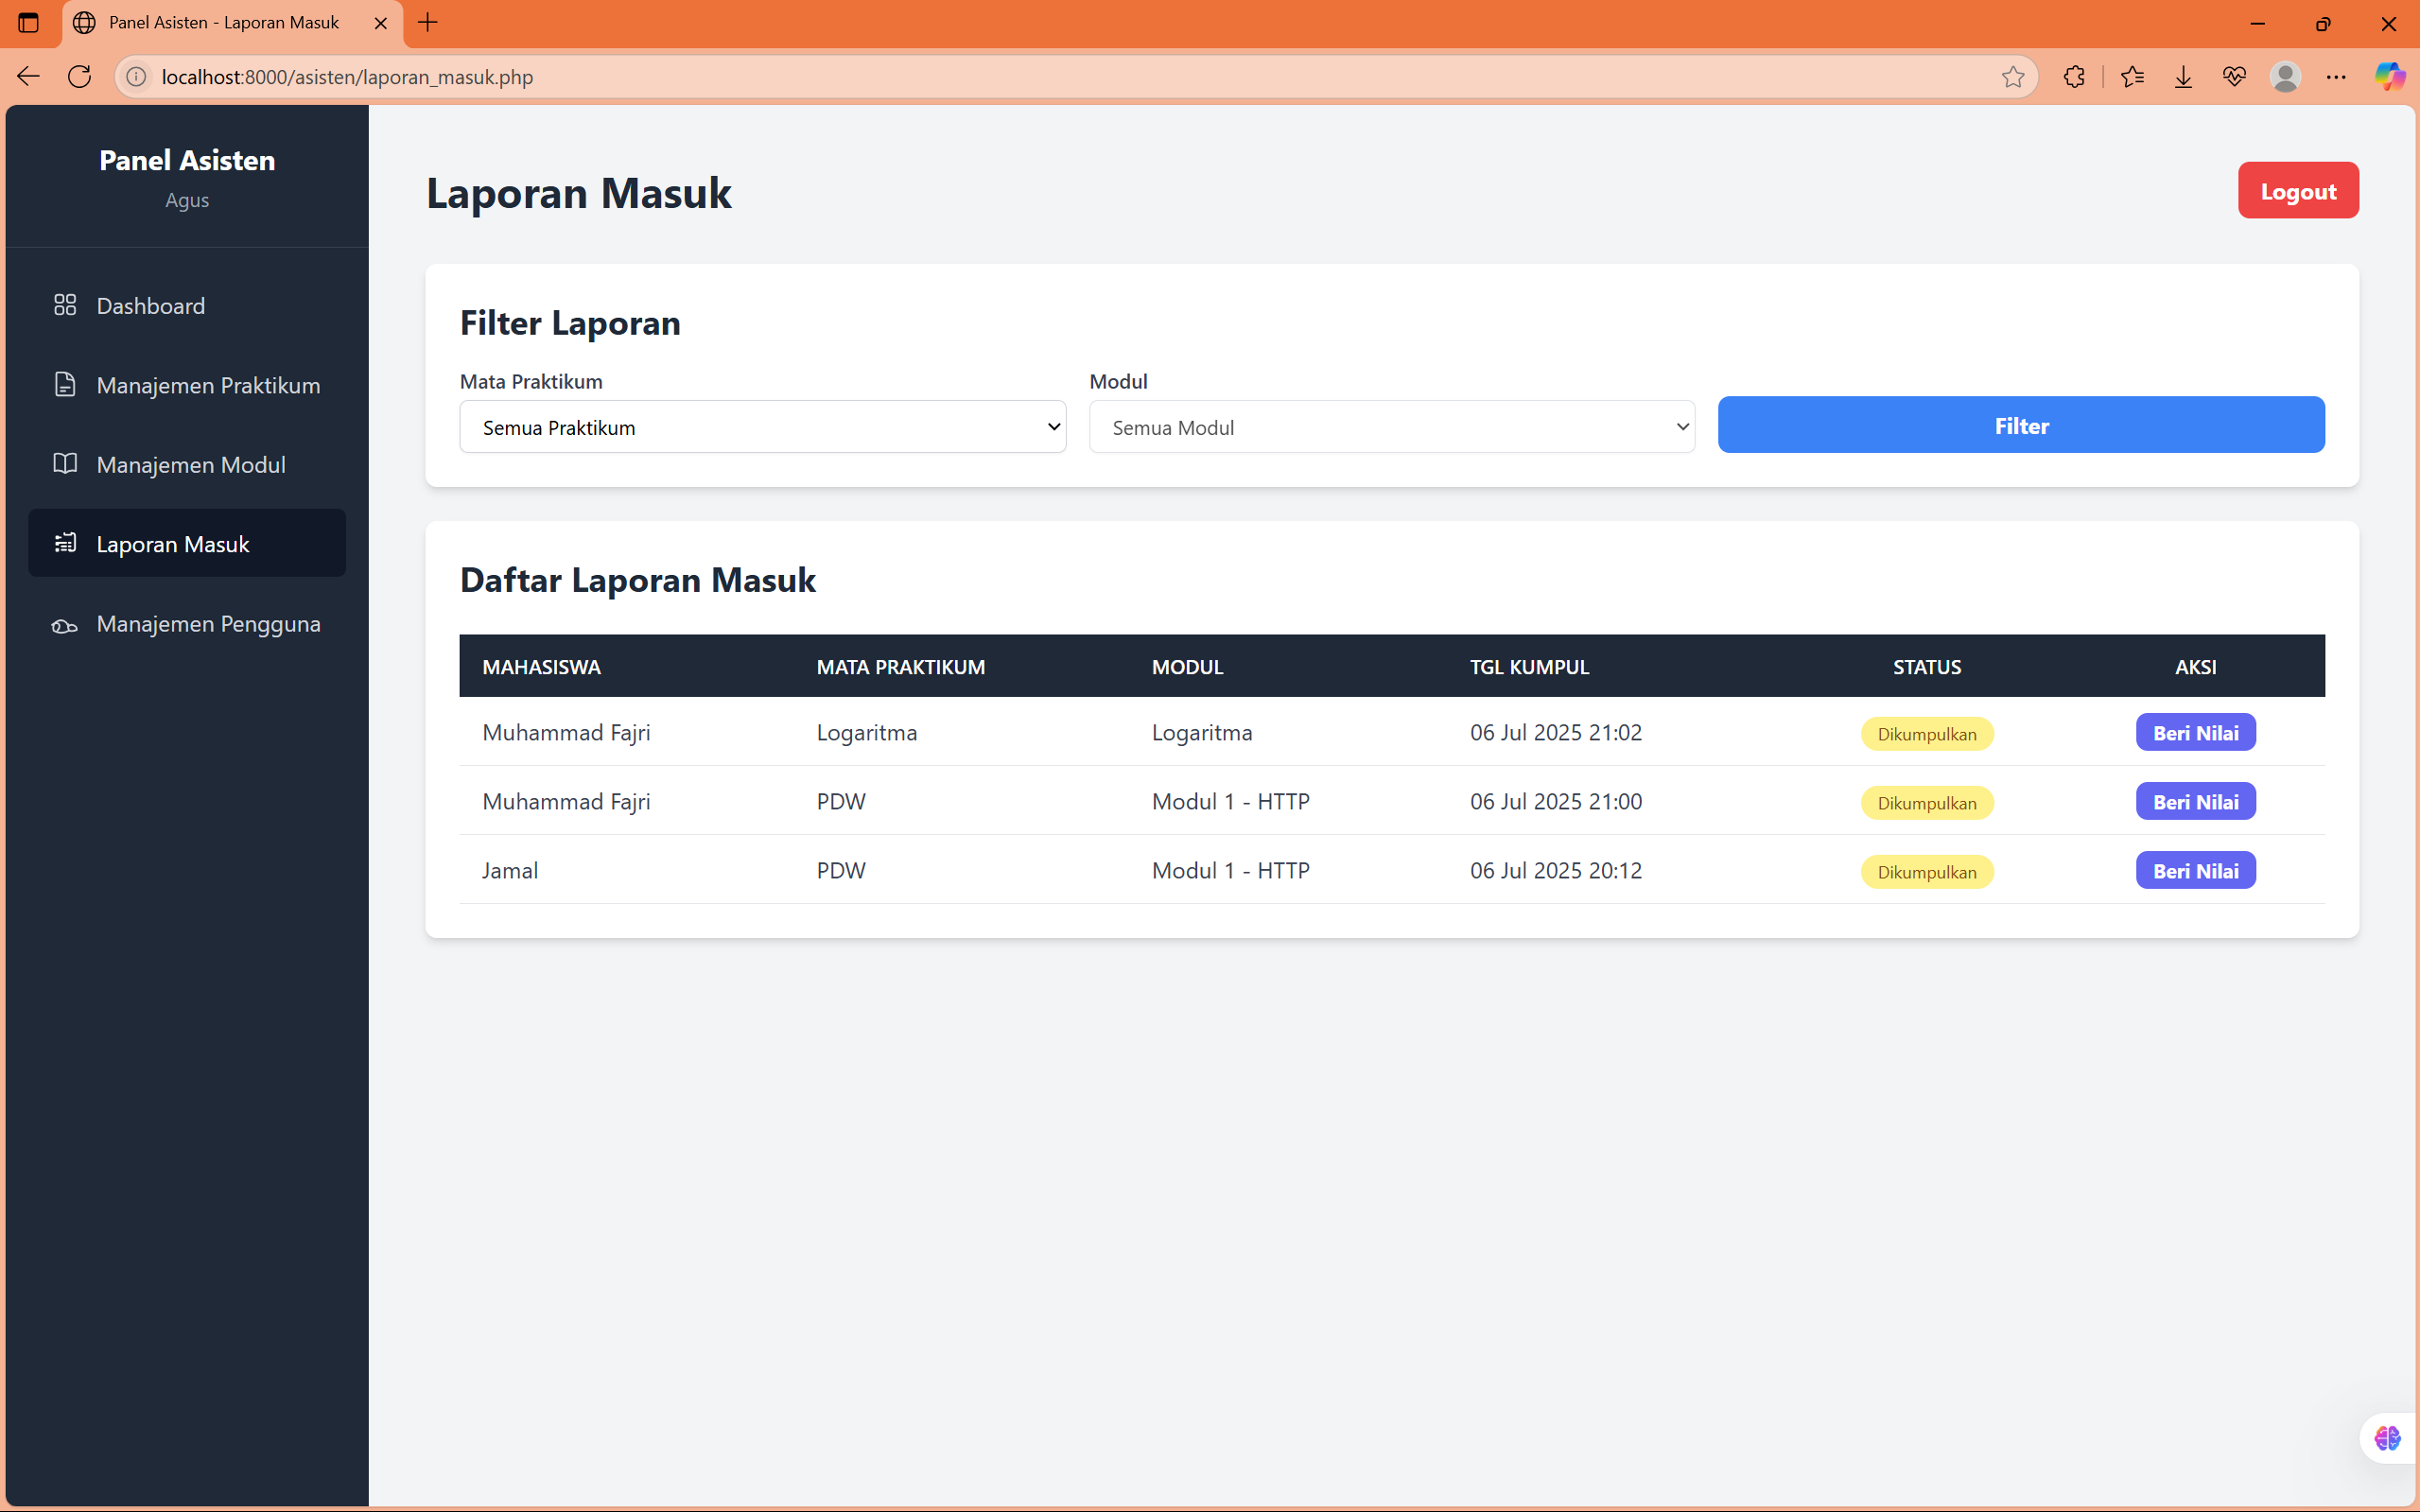 Panel Asisten - Laporan Masuk
localhost:8000/asisten/laporan_masuk.php
Panel Asisten
Agus
Dashboard
Manajemen Praktikum
Manajemen Modul
Laporan Masuk
Manajemen Pengguna
Laporan Masuk
Logout
Filter Laporan
Mata Praktikum Modul
Semua Praktikum Semua Modul Filter
Daftar Laporan Masuk
MAHASISWA MATA PRAKTIKUM MODUL TGL KUMPUL STATUS AKSI
Muhammad Fajri Logaritma Logaritma 06 Jul 2025 21:02 Dikumpulkan Beri Nilai
Muhammad Fajri PDW Modul 1 - HTTP 06 Jul 2025 21:00 Dikumpulkan Beri Nilai
Jamal PDW Modul 1 - HTTP 06 Jul 2025 20:12 Dikumpulkan Beri Nilai